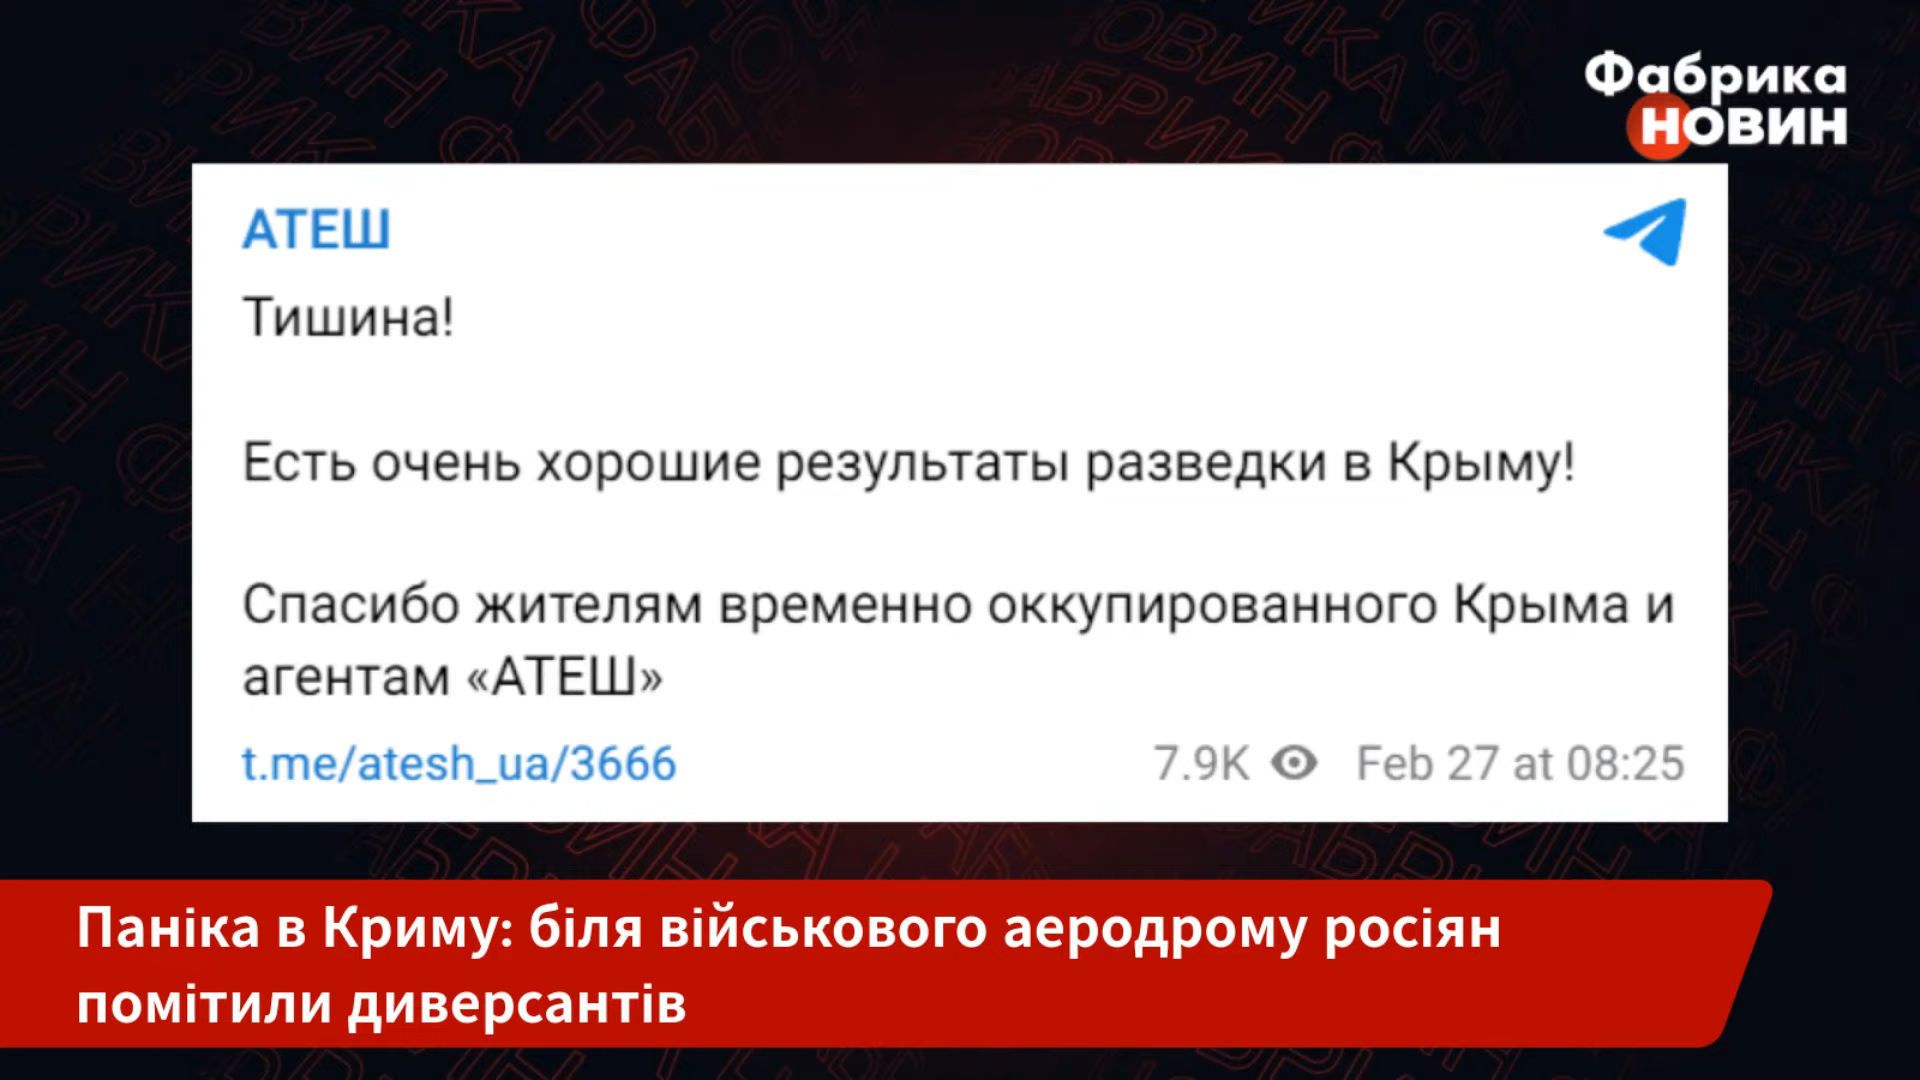 Фабрика
НОВИН
АТЕШ
Тишина!
Есть очень хорошие результаты разведки в Крыму!
Спасибо жителям временно оккупированного Крыма и
агентам «АТЕШ»
t.me/atesh_ua/3666
7.9K Feb 27 at 08:25
Паніка в Криму: біля військового аеродрому росіян
помітили диверсантів